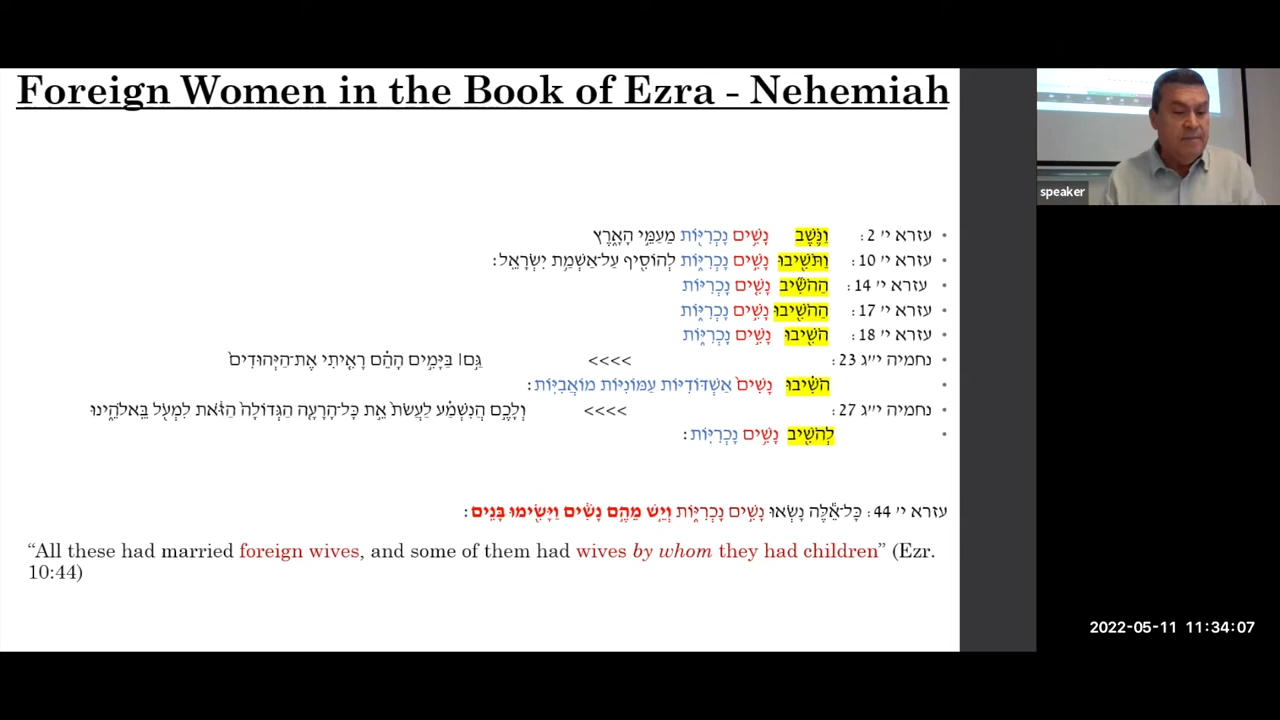 Foreign Women in the Book of Ezra - Nehemiah
speaker
• עזרא י׳ 2 : וַנֹּ֛שֶׁב נָשִׁ֥ים נָכְרִיּ֖וֹת מֵעַמֵּ֣י הָאָ֑רֶץ
• עזרא י׳ 10 : וַתֹּשִׁ֖יבוּ נָשִׁ֣ים נָכְרִיּ֑וֹת לְהוֹסִ֖יף עַל־אַשְׁמַ֥ת יִשְׂרָאֵֽל׃
• עזרא י׳ 14 : הַהֹשִׁ֞יב נָשִׁ֤ים נָכְרִיּוֹת֙
• עזרא י׳ 17 : הַהֹשִׁ֖יבוּ נָשִׁ֣ים נָכְרִיּ֑וֹת
• עזרא י׳ 18 : הֹשִׁ֖יבוּ נָשִׁ֣ים נָכְרִיּ֑וֹת
• נחמיה י״ג 23 : >>>> גַּ֣ם׀ בַּיָּמִ֣ים הָהֵ֗ם רָאִ֤יתִי אֶת־הַיְּהוּדִים֙
• הֹשִׁ֗יבוּ נָשִׁים֙ אַשְׁדּוֹדִיּ֔וֹת עַמּוֹנִיּ֖וֹת מוֹאֲבִיּֽוֹת׃
• נחמיה י״ג 27 : >>>> וְלָכֶ֣ם הֲנִשְׁמַ֗ע לַעֲשֹׂת֙ אֵ֣ת כָּל־הָרָעָ֤ה הַגְּדוֹלָה֙ הַזֹּ֔את לִמְעֹ֖ל בֵּֽאלֹהֵ֑ינוּ
• לְהֹשִׁ֖יב נָשִׁ֥ים נָכְרִיּֽוֹת׃
עזרא י׳ 44 : כָּל־אֵ֕לֶּה נָשְׂא֖וּ נָשִׁ֣ים נָכְרִיּ֑וֹת וְיֵ֣שׁ מֵהֶ֣ם נָשִׁ֔ים וַיָּשִׂ֖ימוּ בָּנִֽים׃
“All these had married foreign wives, and some of them had wives by whom they had children” (Ezr.
10:44)
2022-05-11 11:34:07